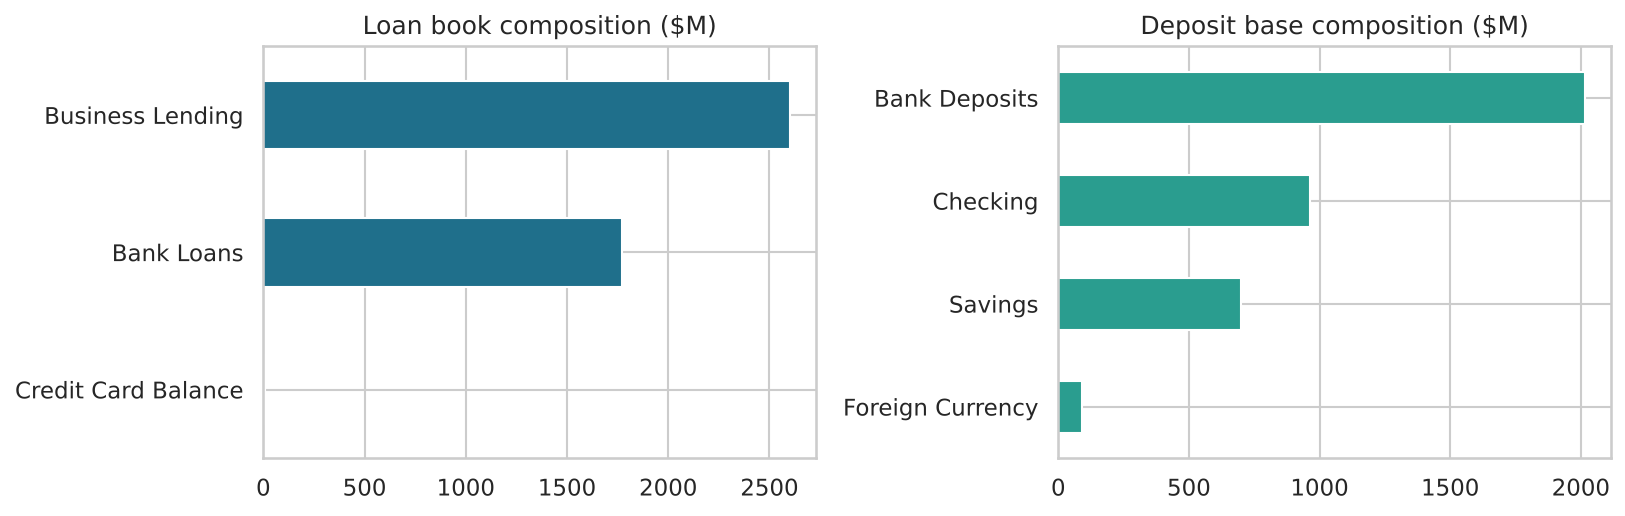 Loan book composition ($M)
Business Lending
Bank Loans
Credit Card Balance
0 500 1000 1500 2000 2500
Deposit base composition ($M)
Bank Deposits
Checking
Savings
Foreign Currency
0 500 1000 1500 2000